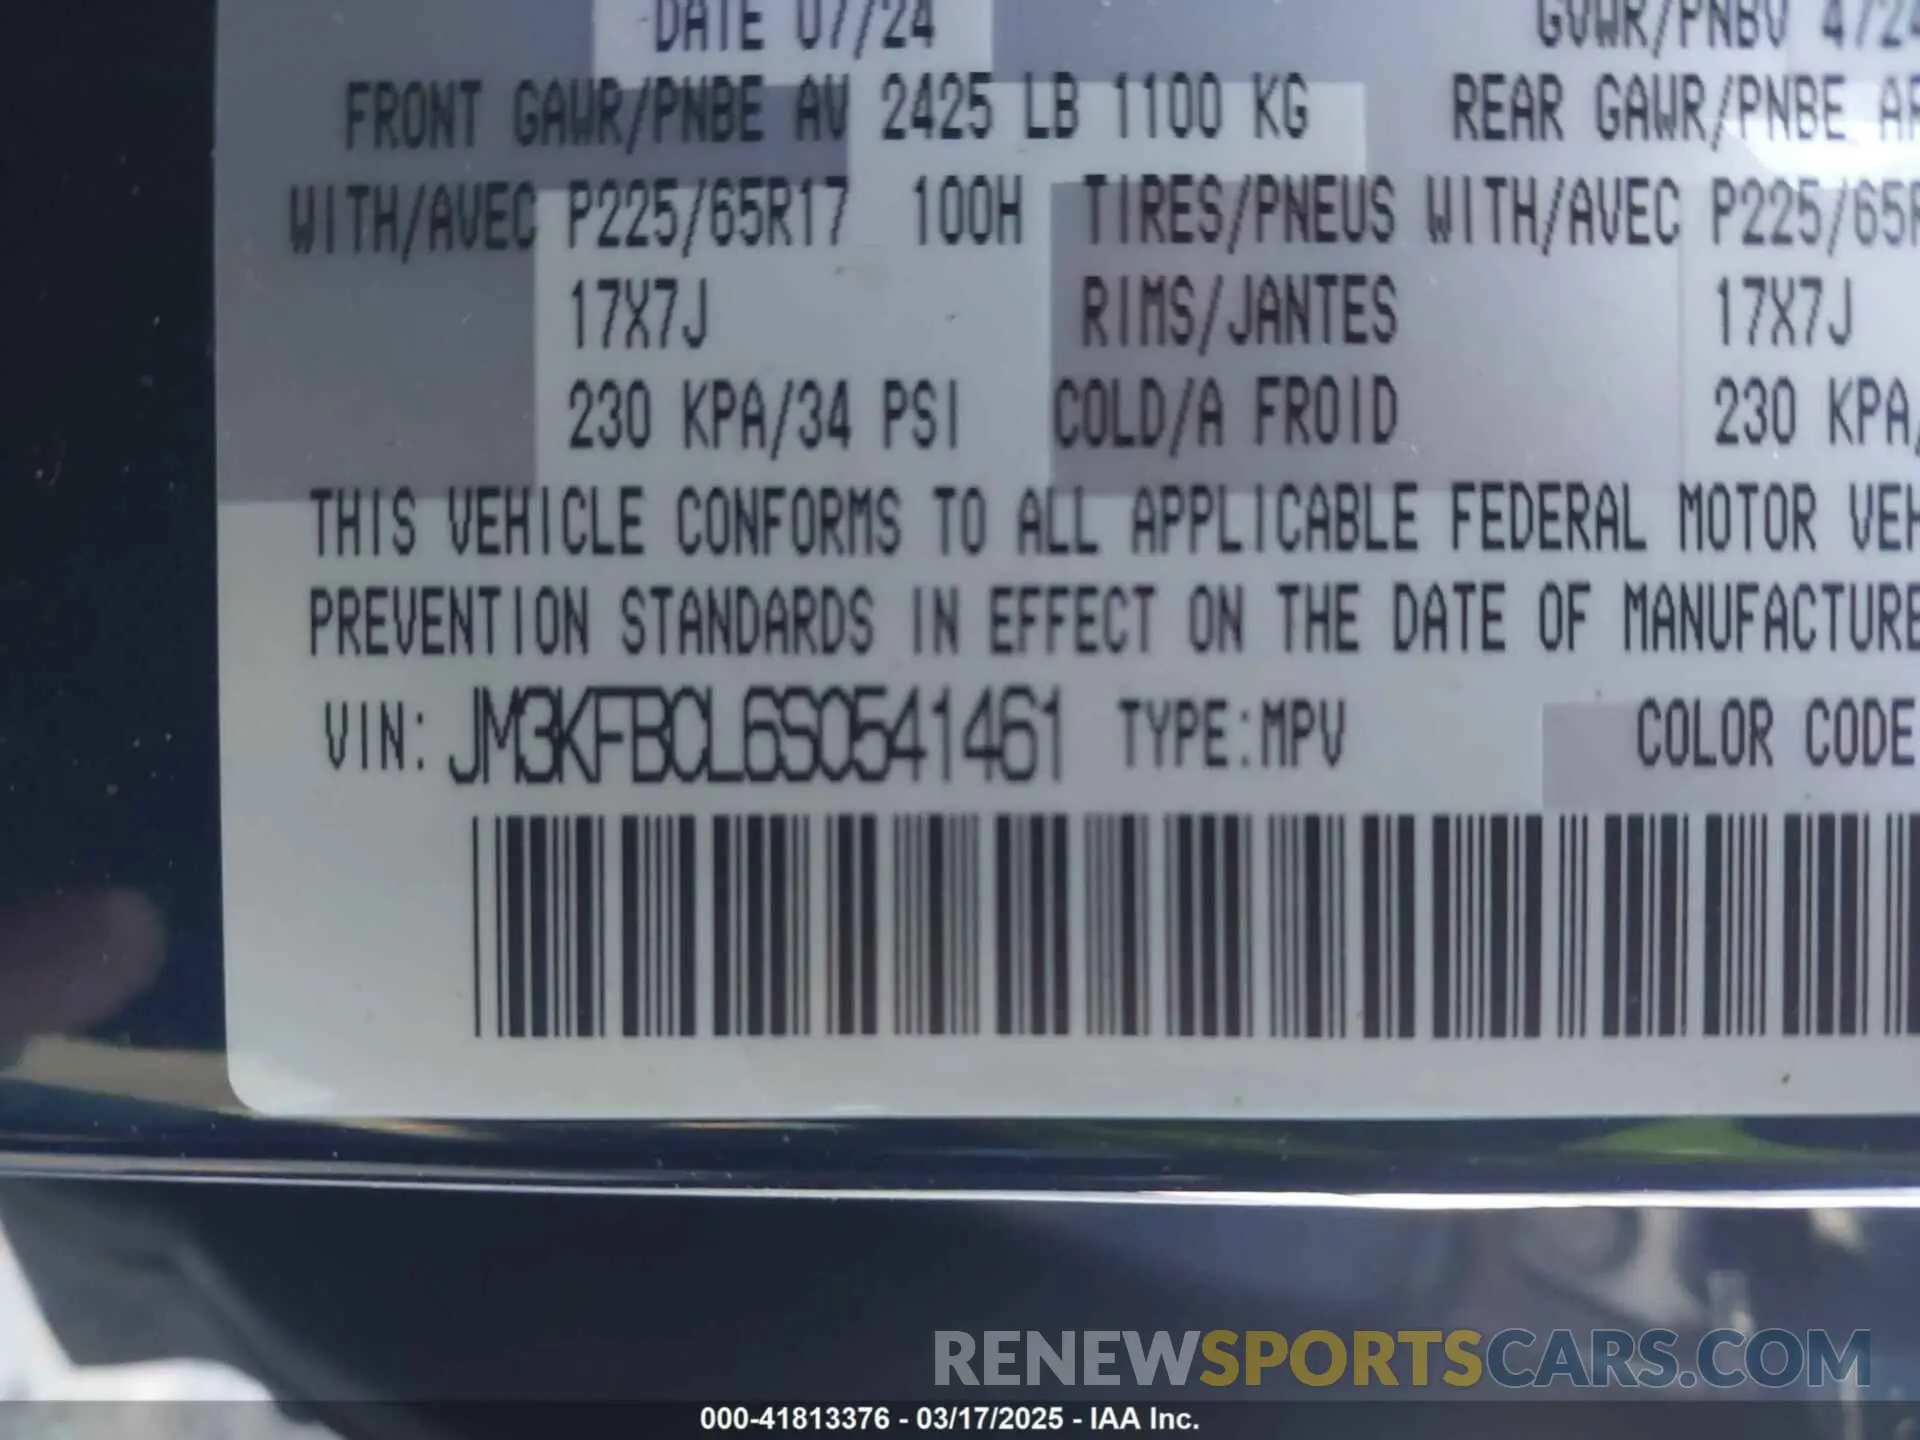 DATE 07/24 GVWR/PNBV 4724
FRONT GAWR/PNBE AV 2425 LB 1100 KG REAR GAWR/PNBE AR
WITH/AVEC P225/65R17 100H TIRES/PNEUS WITH/AVEC P225/65R
17X7J RIMS/JANTES 17X7J
230 KPA/34 PSI COLD/A FROID 230 KPA/
THIS VEHICLE CONFORMS TO ALL APPLICABLE FEDERAL MOTOR VEH
PREVENTION STANDARDS IN EFFECT ON THE DATE OF MANUFACTURE
VIN: JM3KFBCL6S0541461 TYPE:MPV COLOR CODE
RENEWSPORTSCARS.COM
000-41813376 - 03/17/2025 - IAA Inc.